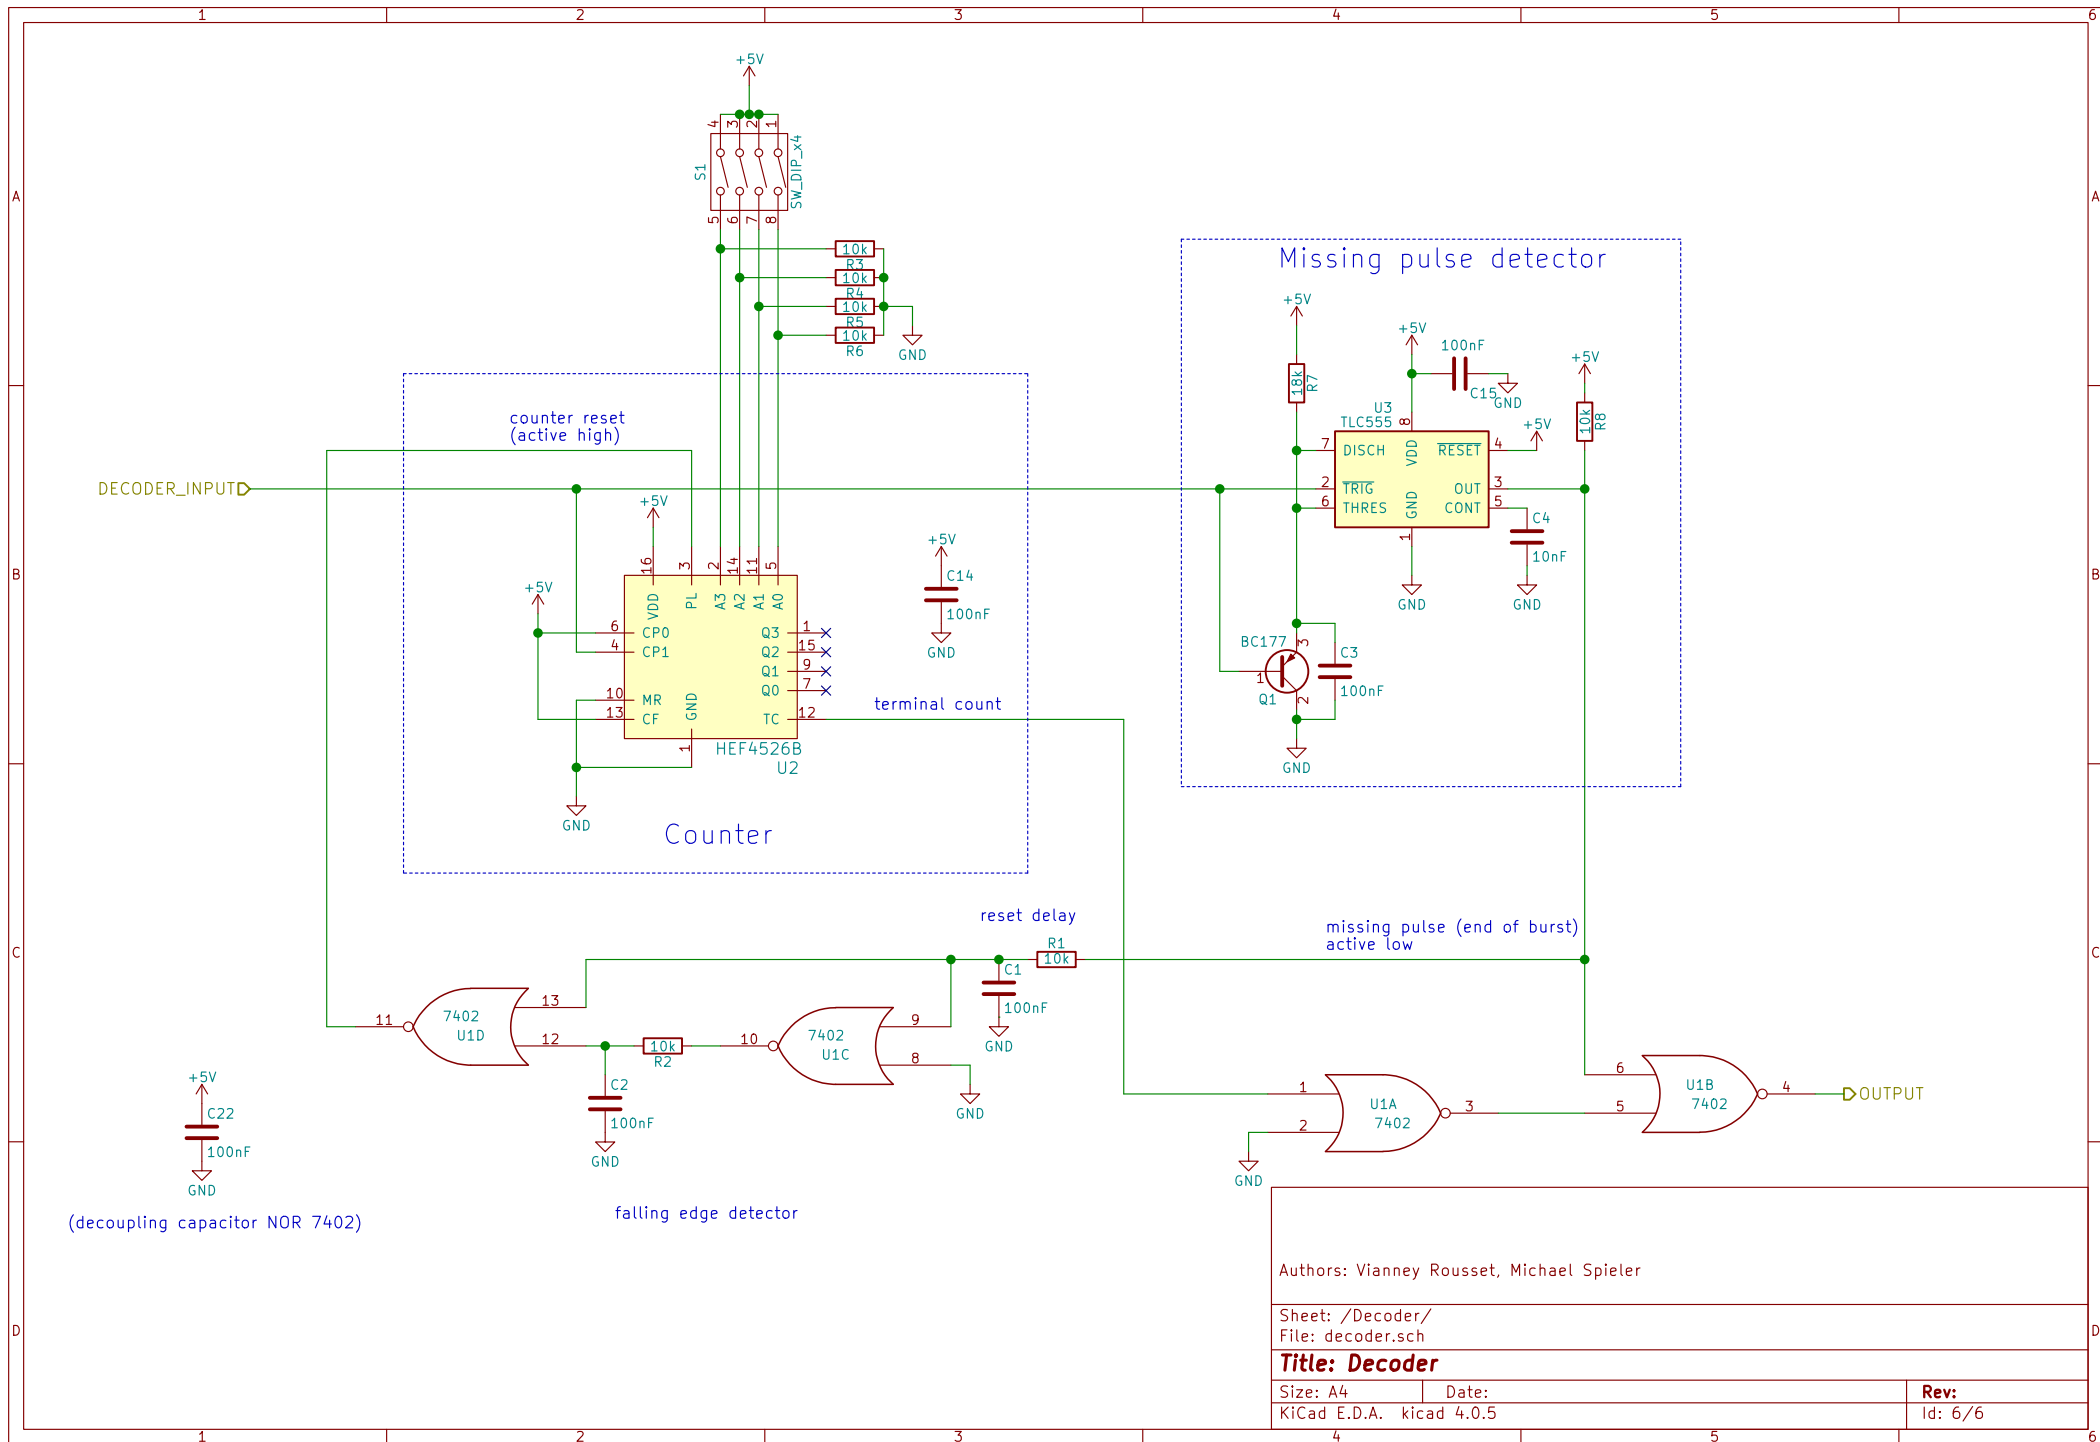 1 2 3 4 5 6
A
B
C
D
A
B
C
D
1 2 3 4 5 6
+5V
4 3 2 1
S1
SW_DIP_x4
5 6 7 8
10k
R3
10k
R4
10k
R5
10k
R6
GND
counter reset
(active high)
DECODER_INPUT
+5V
16 3 2 14 11 5
VDD PL A3 A2 A1 A0
+5V
6 CP0
4 CP1
10 MR
13 CF
GND
1
Q3 1
Q2 15
Q1 9
Q0 7
TC 12
HEF4526B
U2
GND
+5V
C14
100nF
GND
terminal count
Counter
Missing pulse detector
+5V
18k
R7
+5V
100nF
C15
GND
+5V
10k
R8
U3
TLC555
8
VDD
7 DISCH
2 TRIG
6 THRES
RESET 4
+5V
OUT 3
CONT 5
GND
1
GND
C4
10nF
GND
BC177
3
1
Q1
2
C3
100nF
GND
reset delay
R1
10k
C1
100nF
GND
missing pulse (end of burst)
active low
11
7402
U1D
13
12
10k
R2
C2
100nF
GND
10
7402
U1C
9
8
GND
+5V
C22
100nF
GND
(decoupling capacitor NOR 7402)
falling edge detector
1
2
GND
U1A
7402
3
6
5
U1B
7402
4
OUTPUT
Authors: Vianney Rousset, Michael Spieler
Sheet: /Decoder/
File: decoder.sch
Title: Decoder
Size: A4 Date: Rev:
KiCad E.D.A. kicad 4.0.5 Id: 6/6